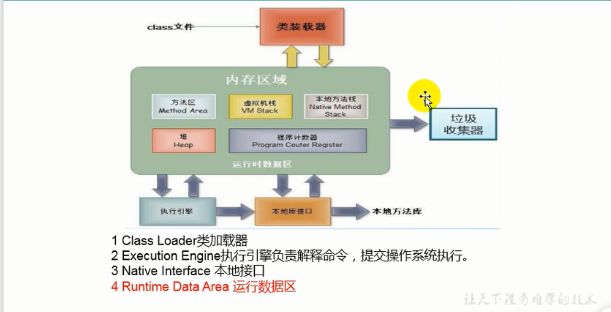 class文件
类装载器
内存区域
方法区
Method Area
虚拟机栈
VM Stack
本地方法栈
Native Method
Stack
堆
Heap
程序计数器
Program Couter Register
运行时数据区
垃圾
收集器
执行引擎
本地库接口
本地方法库
1 Class Loader类加载器
2 Execution Engine执行引擎负责解释命令，提交操作系统执行。
3 Native Interface 本地接口
4 Runtime Data Area 运行数据区
让天下没有难学的技术